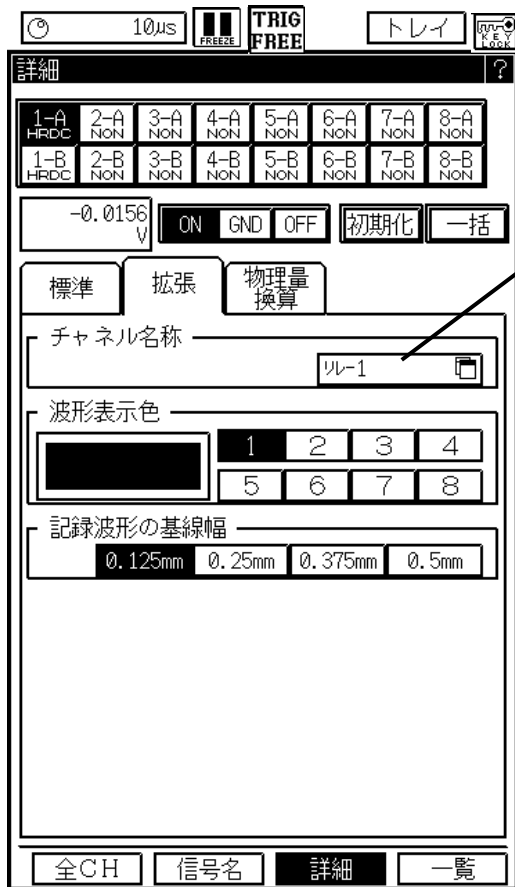 10µs FREEZE TRIG FREE トレイ KEY LOCK
詳細 ?
1-A 2-A 3-A 4-A 5-A 6-A 7-A 8-A
HRDC NON NON NON NON NON NON NON
1-B 2-B 3-B 4-B 5-B 6-B 7-B 8-B
HRDC NON NON NON NON NON NON NON
-0.0156 V ON GND OFF 初期化 一括
標準 拡張 物理量換算
チャネル名称
リレー1
波形表示色
1 2 3 4
5 6 7 8
記録波形の基線幅
0.125mm 0.25mm 0.375mm 0.5mm
全CH 信号名 詳細 一覧